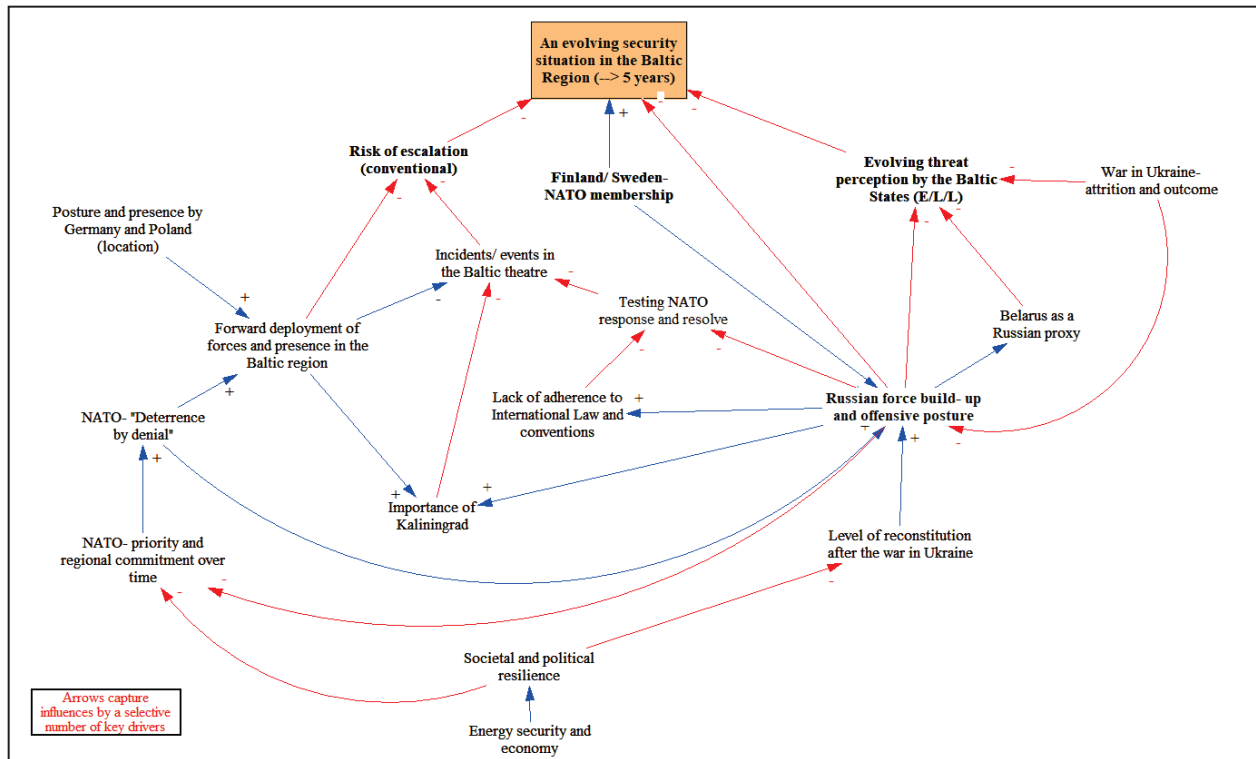 An evolving security
situation in the Baltic
Region (--> 5 years)
-
-
-
+
Risk of escalation
(conventional)
-
-
Finland/ Sweden-
NATO membership
Evolving threat
perception by the Baltic
States (E/L/L)
-
-
-
War in Ukraine-
attrition and outcome
Posture and presence by
Germany and Poland
(location)
Incidents/ events in
the Baltic theatre
-
-
-
+
Testing NATO
response and resolve
-
-
Belarus as a
Russian proxy
Forward deployment of
forces and presence in the
Baltic region
+
Lack of adherence to
International Law and
conventions
+
Russian force build- up
and offensive posture
+
+
-
NATO- "Deterrence
by denial"
+
+
+
Importance of
Kaliningrad
Level of reconstitution
after the war in Ukraine
-
NATO- priority and
regional commitment over
time
-
-
Societal and political
resilience
Arrows capture
influences by a selective
number of key drivers
Energy security and
economy